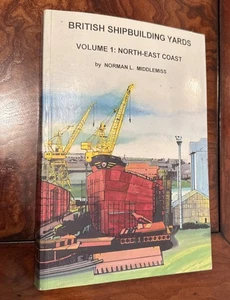 BRITISH SHIPBUILDING YARDS
VOLUME 1: NORTH-EAST COAST
by NORMAN L. MIDDLEMISS